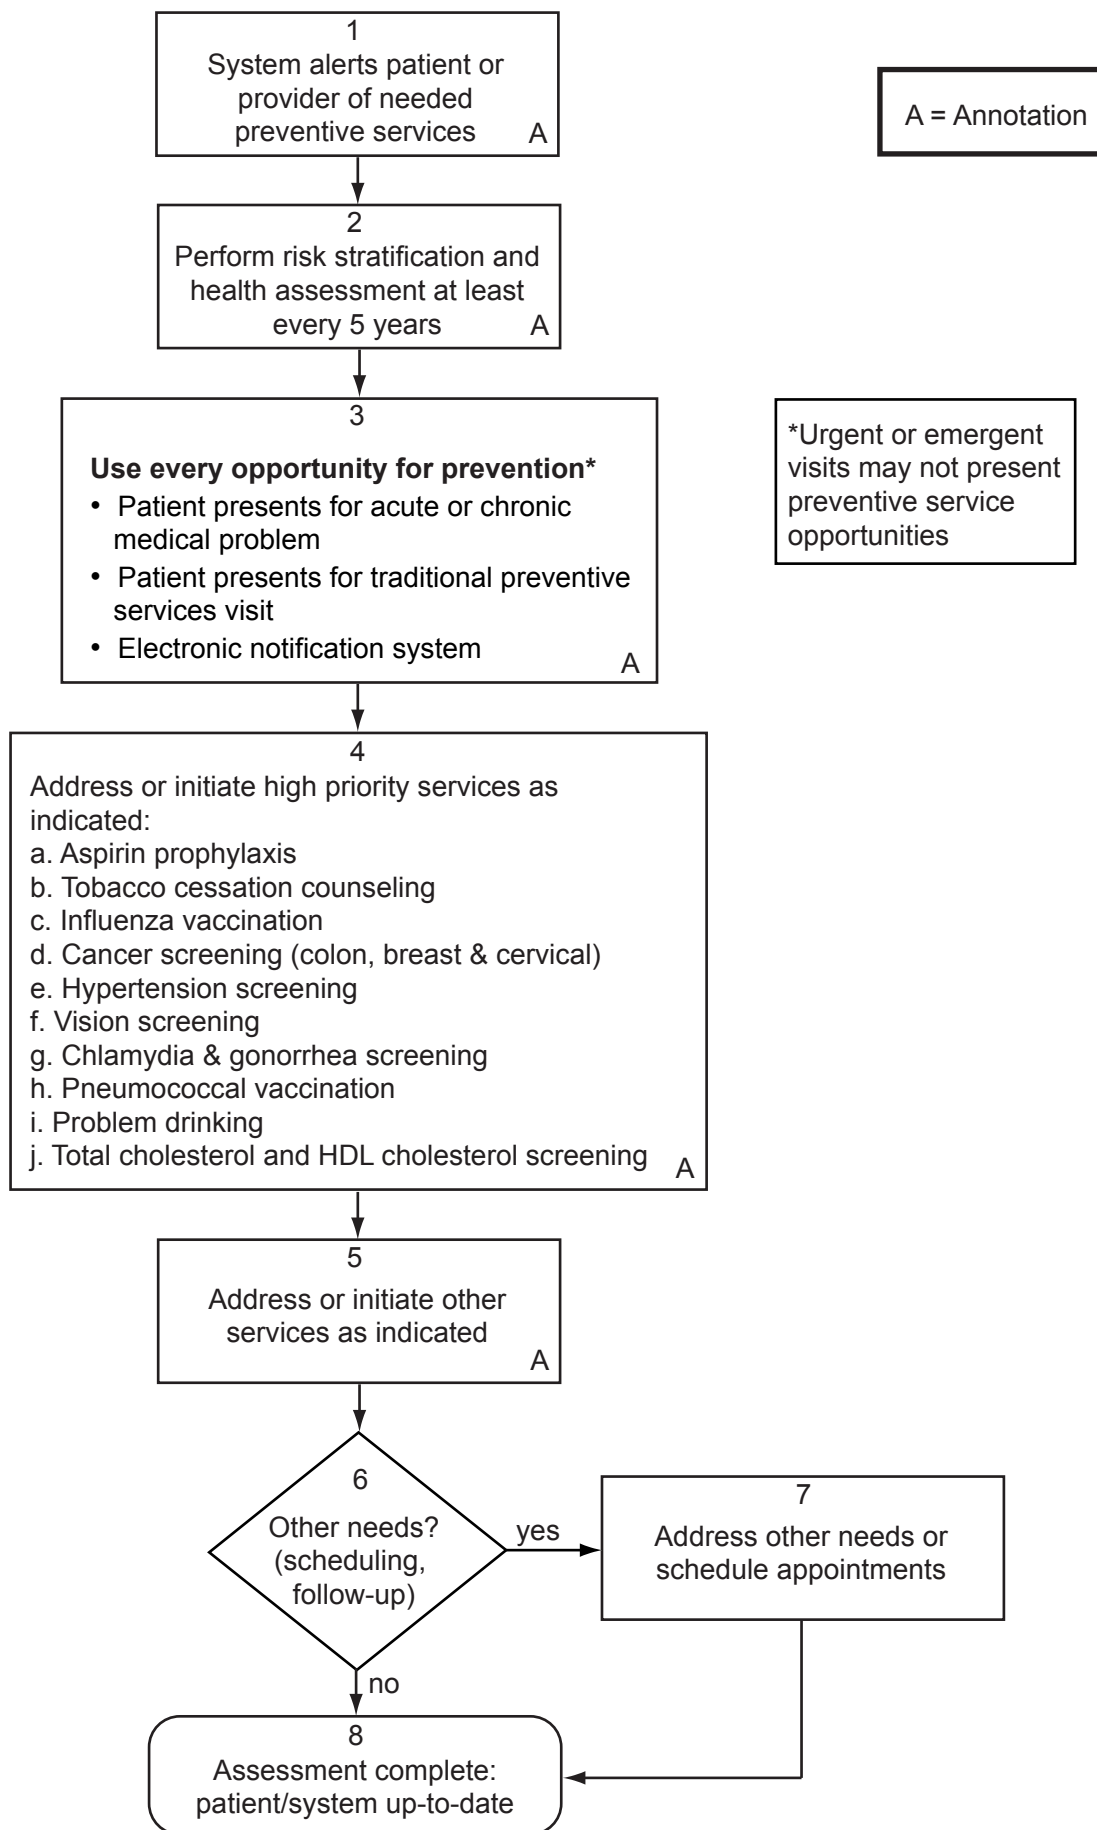 1
System alerts patient or
provider of needed
preventive services
A
A = Annotation
2
Perform risk stratification and
health assessment at least
every 5 years
A
3
Use every opportunity for prevention*
• Patient presents for acute or chronic
medical problem
• Patient presents for traditional preventive
services visit
• Electronic notification system
A
*Urgent or emergent
visits may not present
preventive service
opportunities
4
Address or initiate high priority services as
indicated:
a. Aspirin prophylaxis
b. Tobacco cessation counseling
c. Influenza vaccination
d. Cancer screening (colon, breast & cervical)
e. Hypertension screening
f. Vision screening
g. Chlamydia & gonorrhea screening
h. Pneumococcal vaccination
i. Problem drinking
j. Total cholesterol and HDL cholesterol screening
A
5
Address or initiate other
services as indicated
A
6
Other needs?
(scheduling,
follow-up)
yes
7
Address other needs or
schedule appointments
no
8
Assessment complete:
patient/system up-to-date